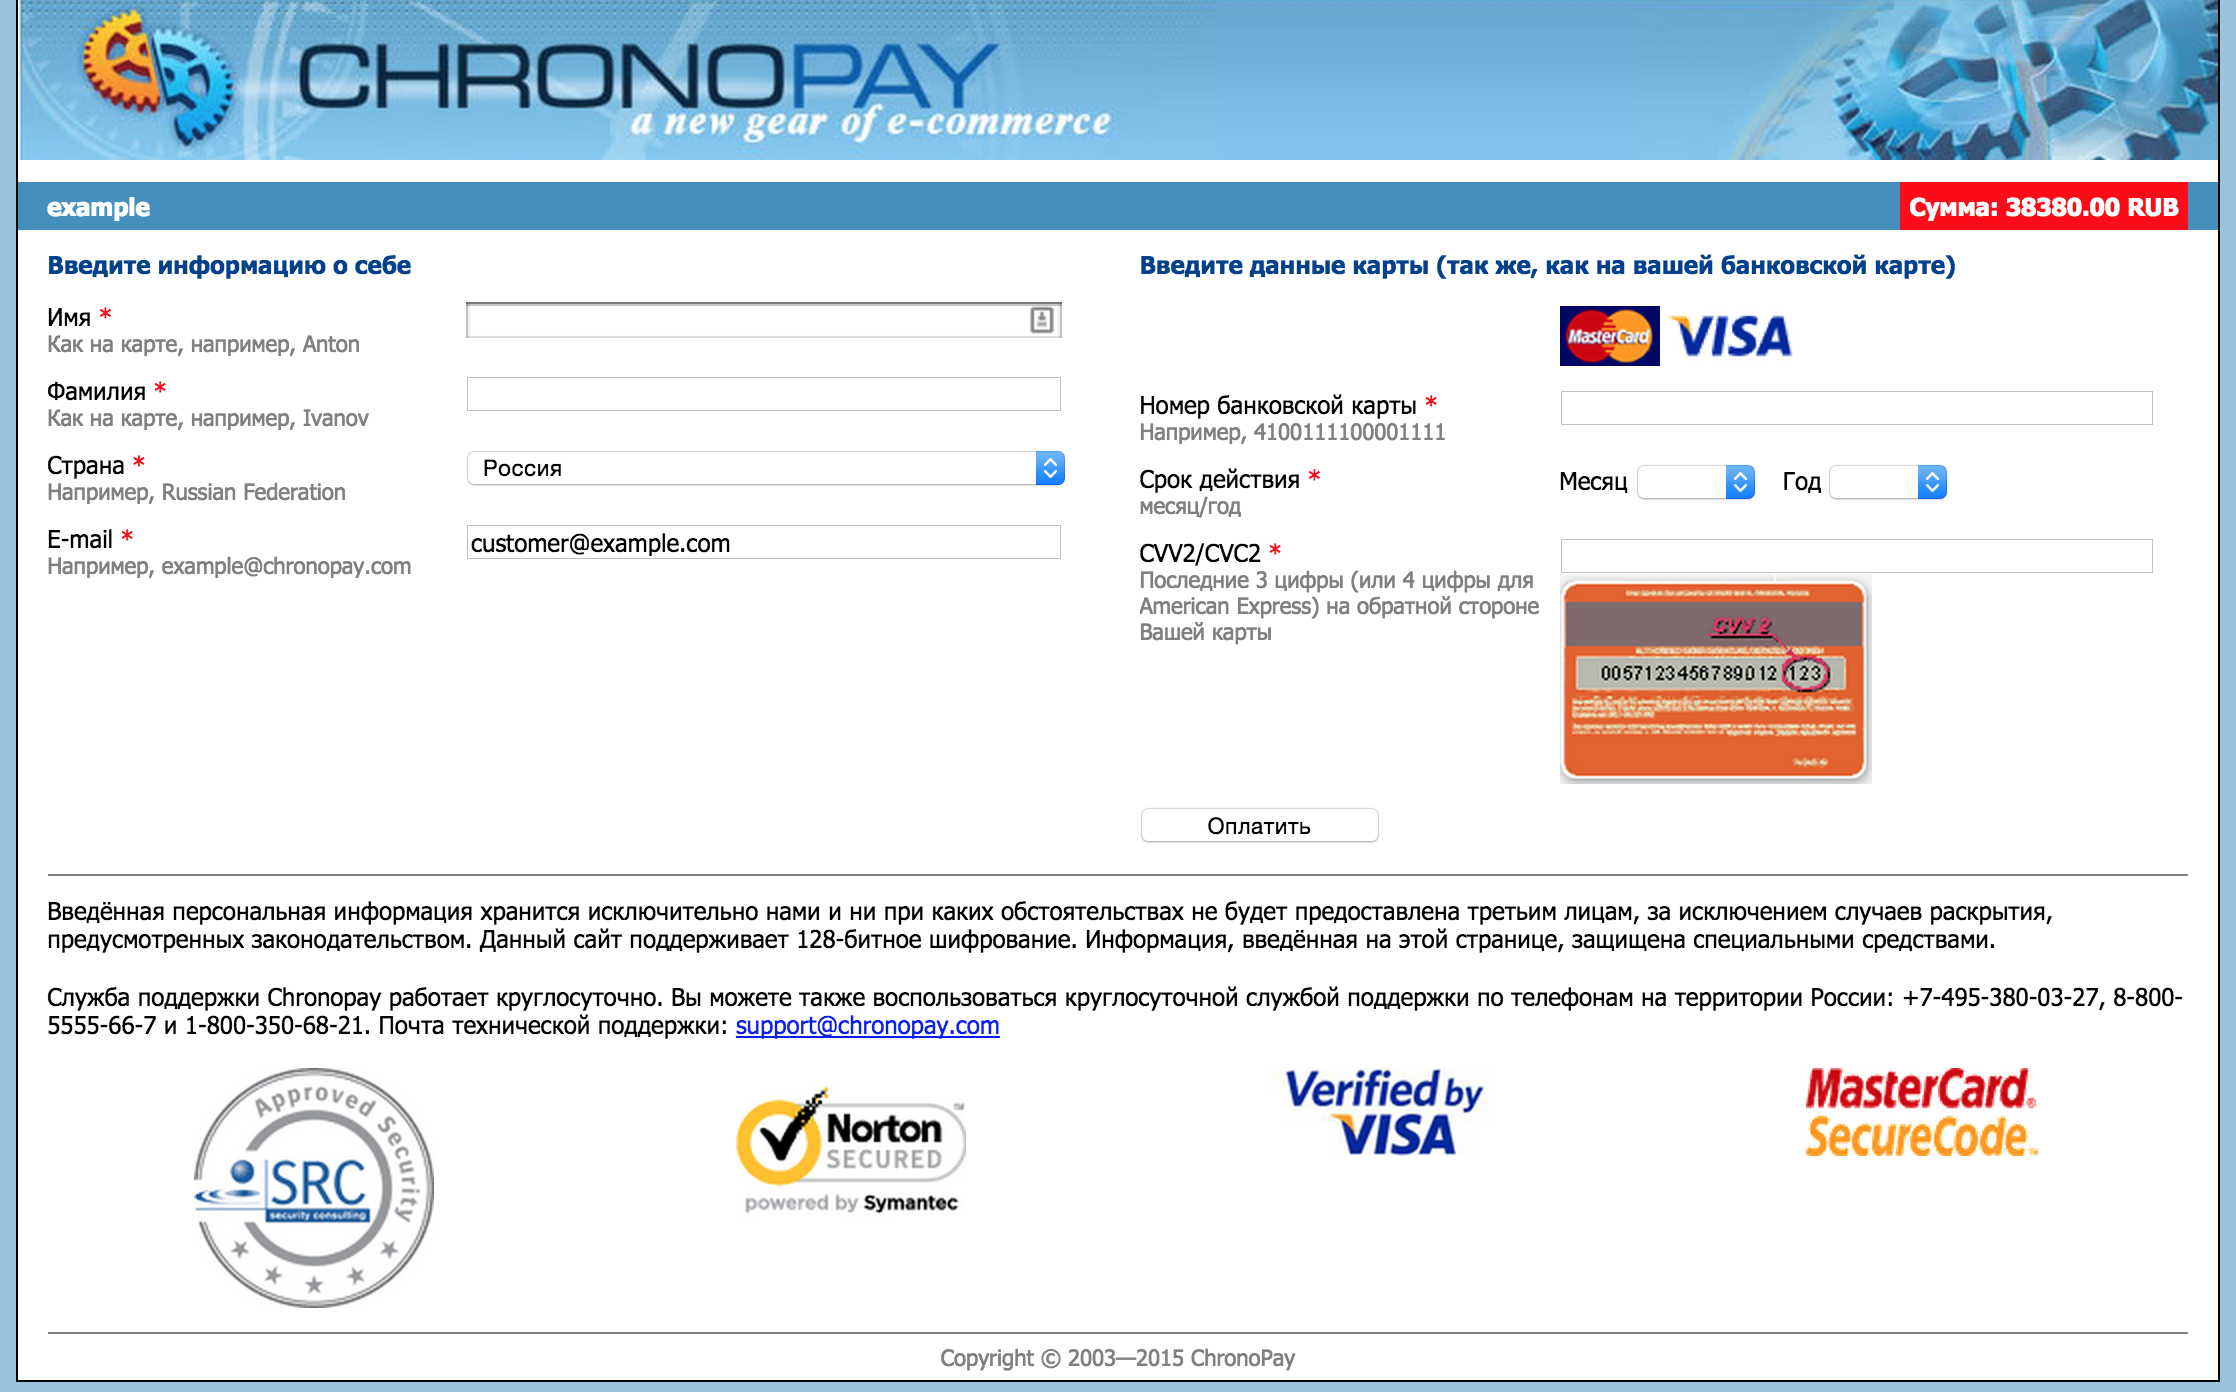 CHRONOPAY
a new gear of e-commerce
example
Сумма: 38380.00 RUB
Введите информацию о себе
Имя *
Как на карте, например, Anton
Фамилия *
Как на карте, например, Ivanov
Страна *
Например, Russian Federation
Россия
E-mail *
Например, example@chronopay.com
customer@example.com
Введите данные карты (так же, как на вашей банковской карте)
MasterCard VISA
Номер банковской карты *
Например, 4100111100001111
Срок действия *
месяц/год
Месяц
Год
CVV2/CVC2 *
Последние 3 цифры (или 4 цифры для
American Express) на обратной стороне
Вашей карты
CVV 2
0057123456789012 123
Оплатить
Введённая персональная информация хранится исключительно нами и ни при каких обстоятельствах не будет предоставлена третьим лицам, за исключением случаев раскрытия,
предусмотренных законодательством. Данный сайт поддерживает 128-битное шифрование. Информация, введённая на этой странице, защищена специальными средствами.
Служба поддержки Chronopay работает круглосуточно. Вы можете также воспользоваться круглосуточной службой поддержки по телефонам на территории России: +7-495-380-03-27, 8-800-
5555-66-7 и 1-800-350-68-21. Почта технической поддержки: support@chronopay.com
Approved Security
SRC
security consulting
Norton™
SECURED
powered by Symantec
Verified by
VISA
MasterCard®
SecureCode™
Copyright © 2003—2015 ChronoPay